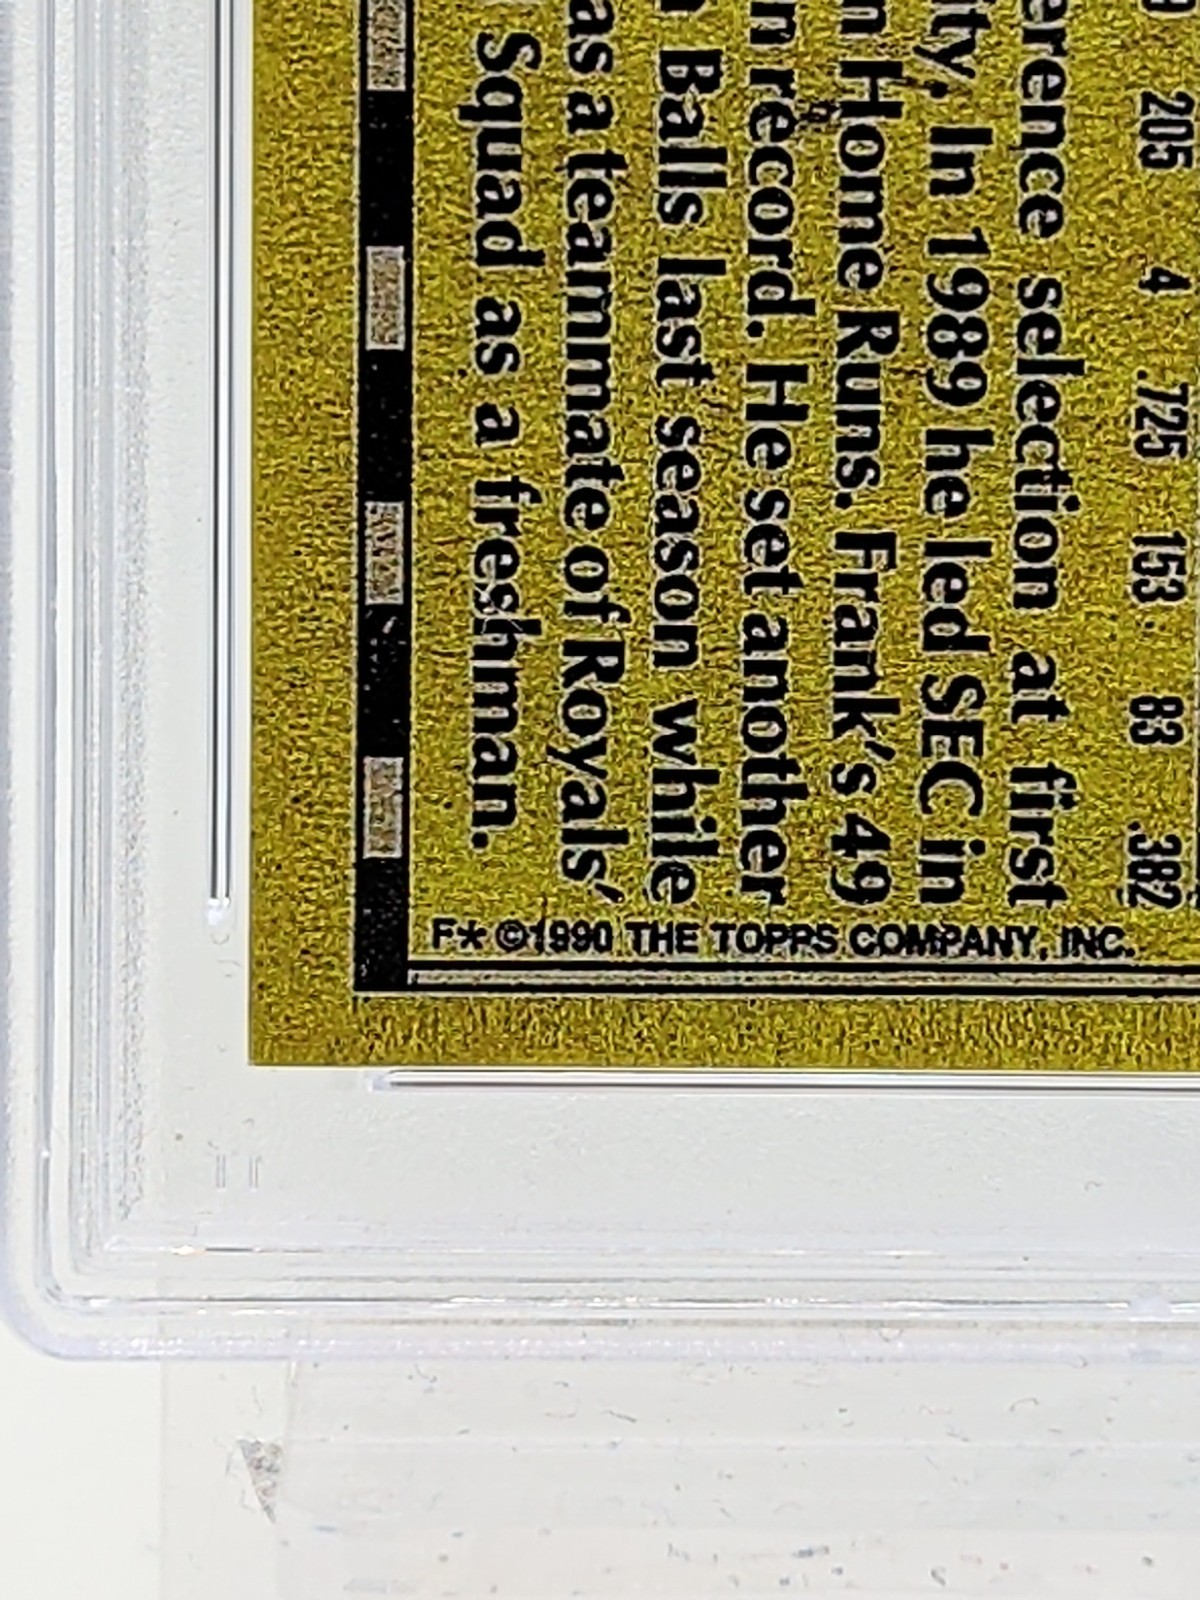 205 4 .725 153 83 .382
erence selection at first
ity. In 1989 he led SEC in
n Home Runs. Frank's 49
n record. He set another
Balls last season while
as a teammate of Royals'
Squad as a freshman.
F* ©1990 THE TOPPS COMPANY, INC.